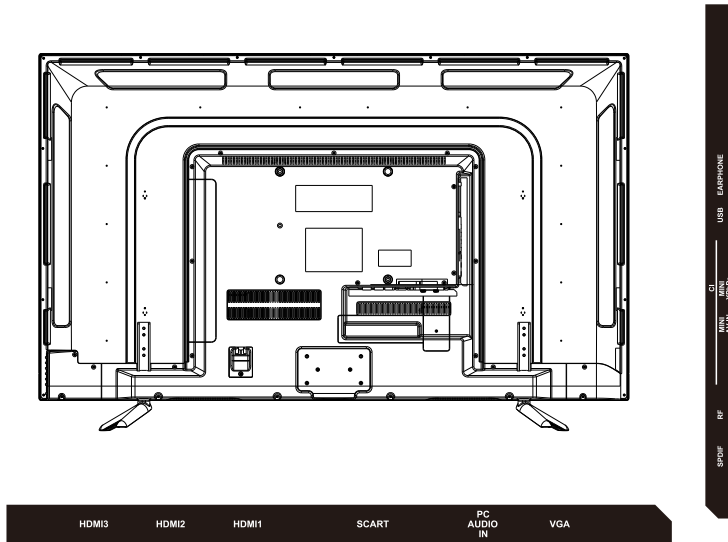 EARPHONE
USB
CI
MINI
MINI
RF
SPDIF
HDMI3
HDMI2
HDMI1
SCART
PC
AUDIO
IN
VGA